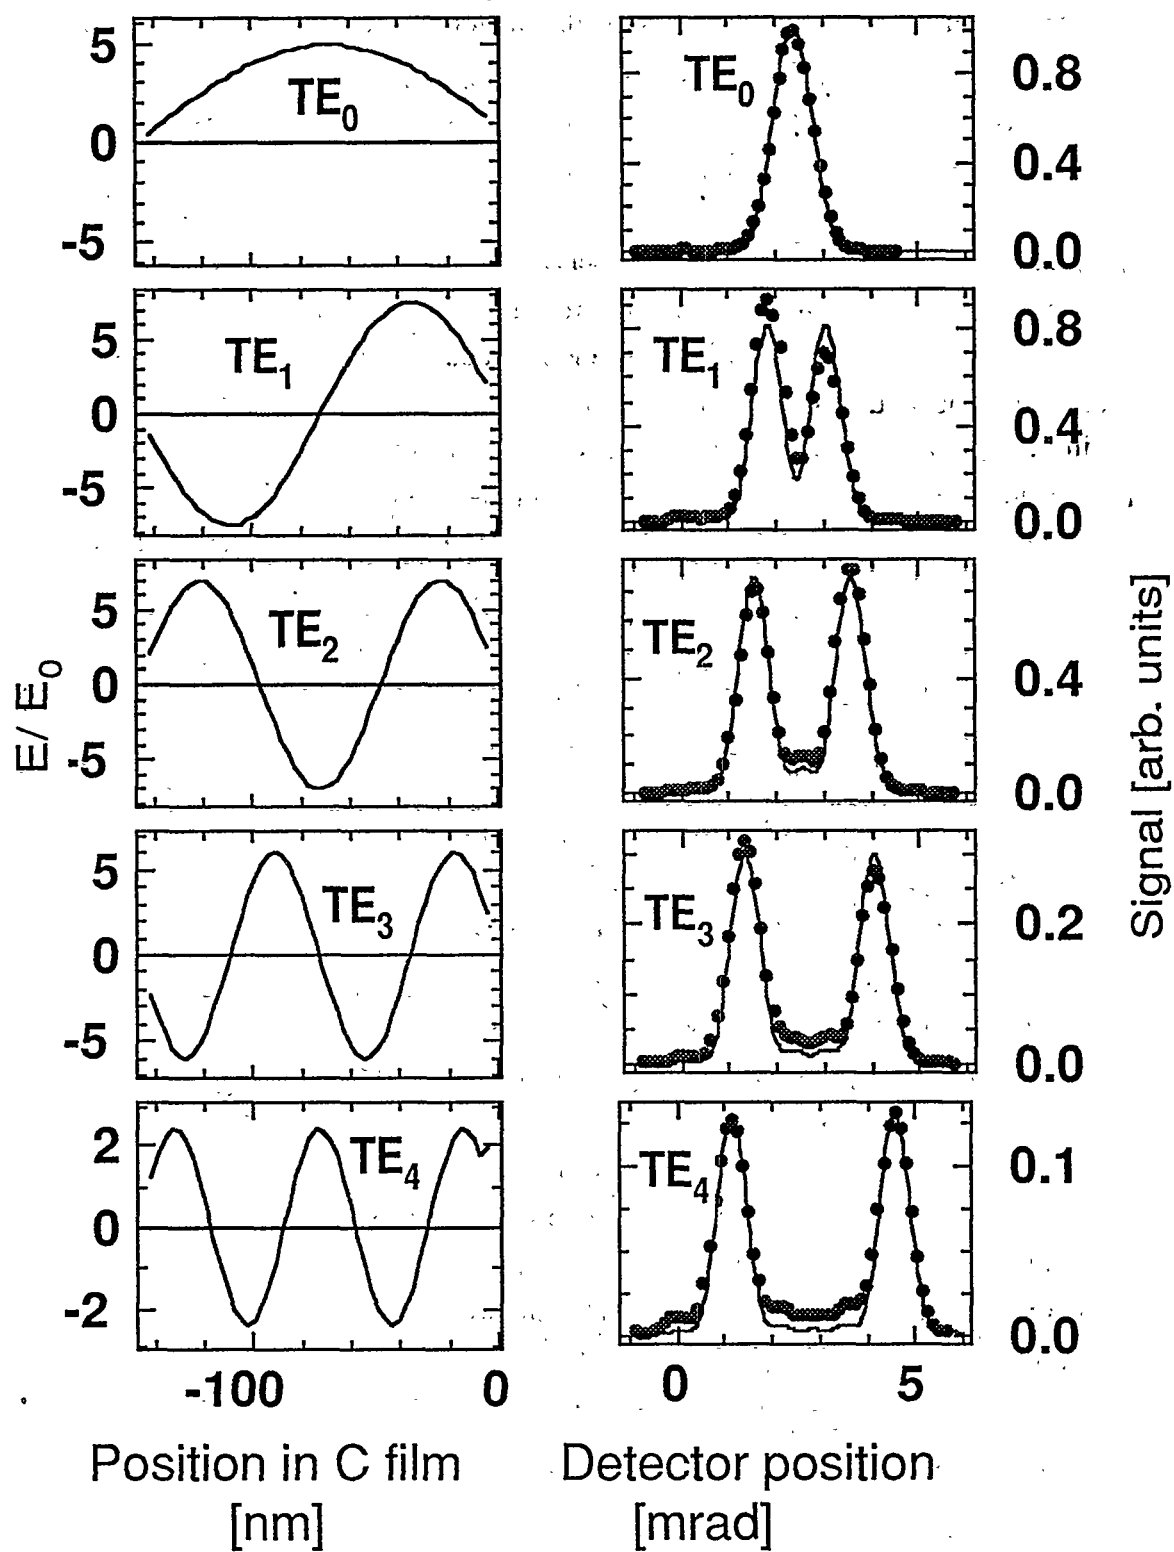 5
0
-5
TE0
TE0
0.8
0.4
0.0
5
0
-5
TE1
TE1
0.8
0.4
0.0
5
0
-5
TE2
TE2
0.4
0.0
5
0
-5
TE3
TE3
0.2
0.0
2
0
-2
TE4
TE4
0.1
0.0
E/ E0
Signal [arb. units]
-100
0
0
5
Position in C film
[nm]
Detector position
[mrad]